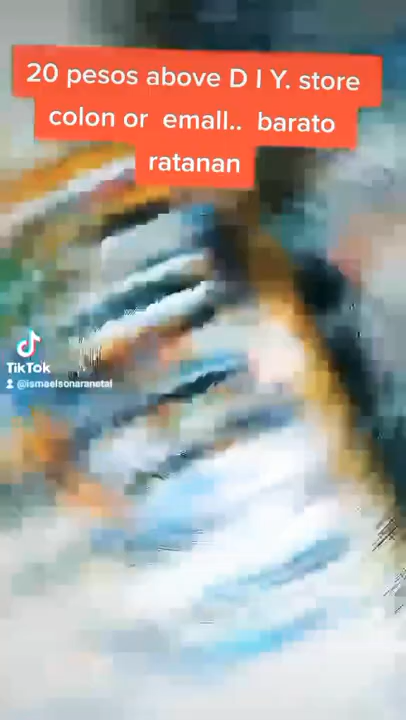 20 pesos above D I Y. store
colon or emall.. barato
ratanan
TikTok
@ismaelsonaranetal